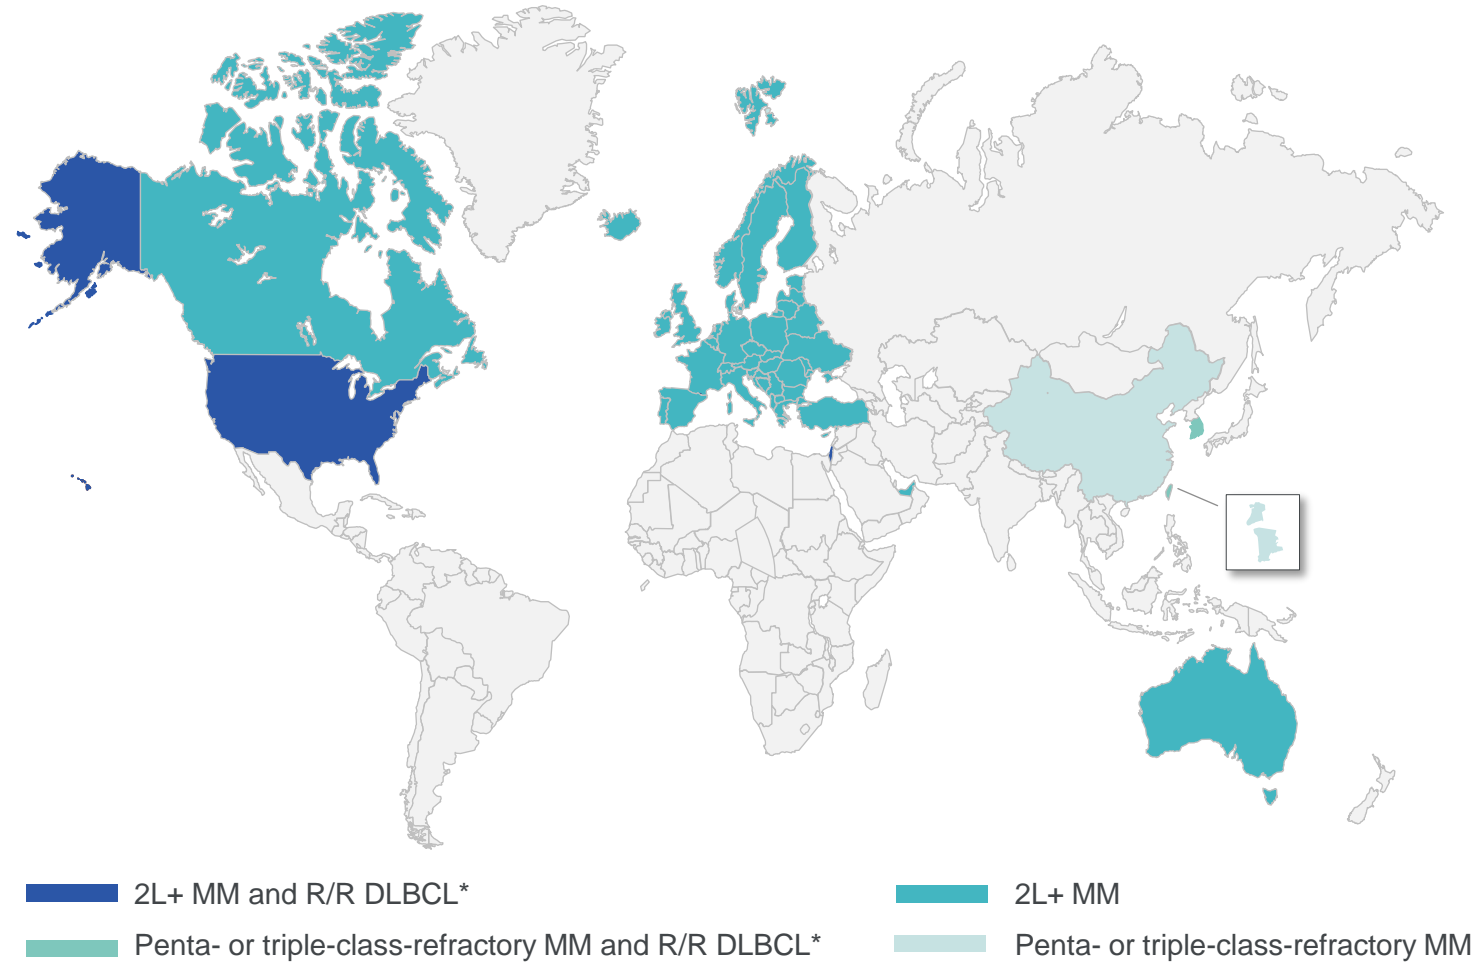 2L+ MM and R/R DLBCL*
2L+ MM
Penta- or triple-class-refractory MM and R/R DLBCL*
Penta- or triple-class-refractory MM